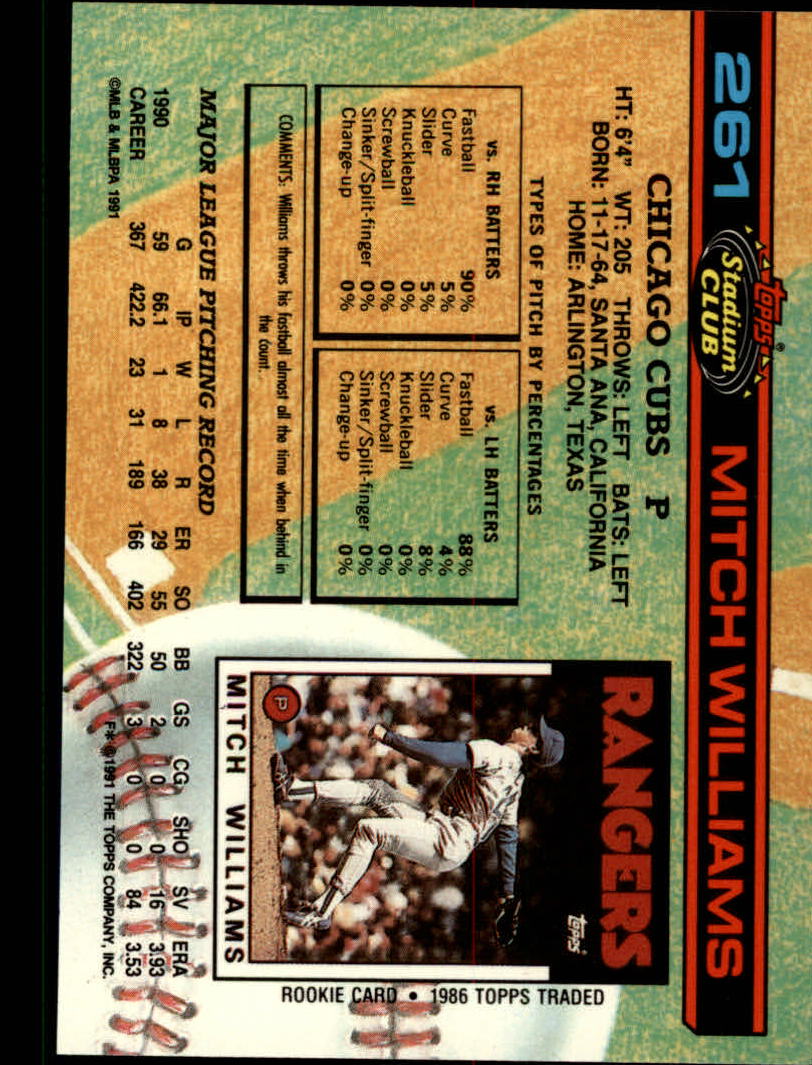 261
Topps®
Stadium
CLUB
MITCH WILLIAMS
CHICAGO CUBS P
HT: 6'4" WT: 205 THROWS: LEFT BATS: LEFT
BORN: 11-17-64, SANTA ANA, CALIFORNIA
HOME: ARLINGTON, TEXAS
TYPES OF PITCH BY PERCENTAGES
vs. RH BATTERS
Fastball 90%
Curve 5%
Slider 5%
Knuckleball 0%
Screwball 0%
Sinker/Split-finger 0%
Change-up 0%
vs. LH BATTERS
Fastball 88%
Curve 4%
Slider 8%
Knuckleball 0%
Screwball 0%
Sinker/Split-finger 0%
Change-up 0%
COMMENTS: Williams throws his fastball almost all the time when behind in
the count.
RANGERS
Topps®
P
MITCH WILLIAMS
ROOKIE CARD • 1986 TOPPS TRADED
MAJOR LEAGUE PITCHING RECORD
G IP W L R ER SO BB GS CG SHO SV ERA
1990 59 66.1 1 8 38 29 55 50 2 0 0 16 3.93
CAREER 367 422.2 23 31 189 166 402 322 3 0 0 84 3.53
©MLB & MLBPA 1991
F* ©1991 THE TOPPS COMPANY, INC.